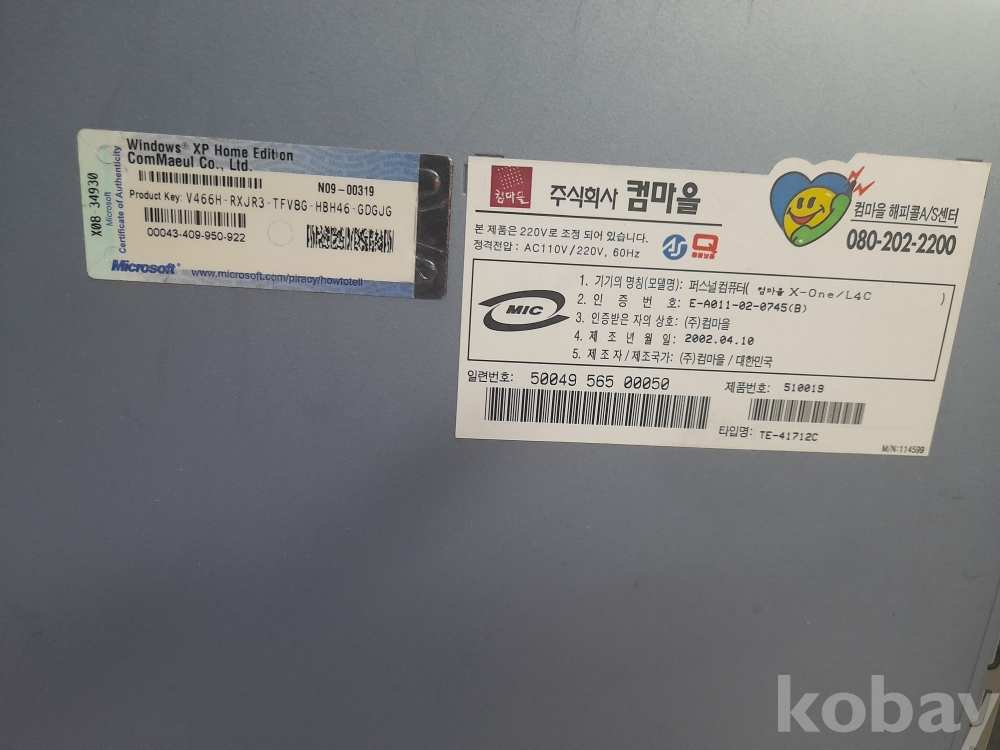 Windows® XP Home Edition
ComMaeul Co., Ltd.
N09-00319
Product Key: V466H-RXJR3-TFVBG-HBH46-GDGJG
00043-409-950-922
Microsoft®
www.microsoft.com/piracy/howtotell
X08-34930
Microsoft
Certificate of Authenticity
컴마을
주식회사 컴마을
본 제품은 220V로 조정 되어 있습니다.
정격전압 : AC110V/220V, 60Hz
AS
Q
컴마을 해피콜A/S센터
080-202-2200
MIC
1. 기기의 명칭(모델명): 퍼스널컴퓨터( 컴마을 X-One/L4C )
2. 인 증 번 호: E-A011-02-0745(B)
3. 인증받은 자의 상호: (주)컴마을
4. 제 조 년 월 일: 2002.04.10
5. 제조자/제조국가: (주)컴마을/대한민국
일련번호: 50049 565 00050
제품번호: 510019
타입명: TE-41712C
M/N:114599
kobay